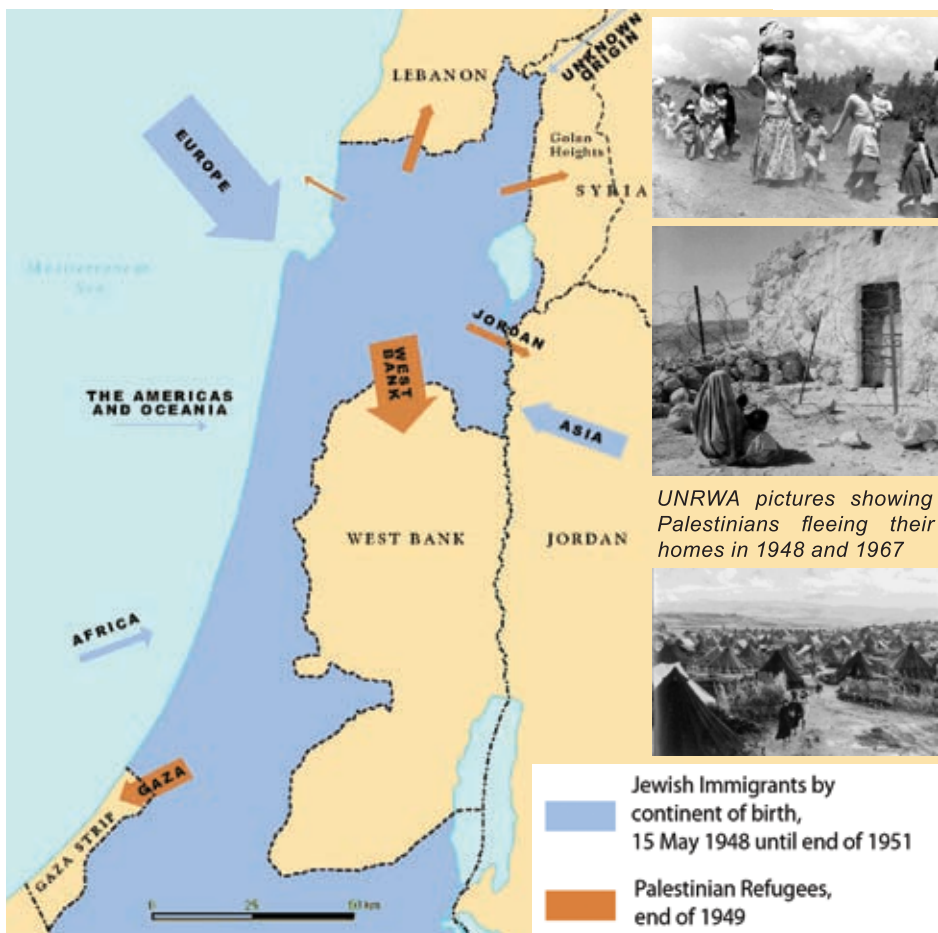 UNKNOWN
ORIGIN
LEBANON
EUROPE
Golan
Heights
SYRIA
Mediterranean
Sea
JORDAN
WEST
BANK
THE AMERICAS
AND OCEANIA
ASIA
WEST BANK
JORDAN
AFRICA
GAZA
GAZA STRIP
0 25 50 km
UNRWA pictures showing
Palestinians fleeing their
homes in 1948 and 1967
Jewish Immigrants by
continent of birth,
15 May 1948 until end of 1951
Palestinian Refugees,
end of 1949